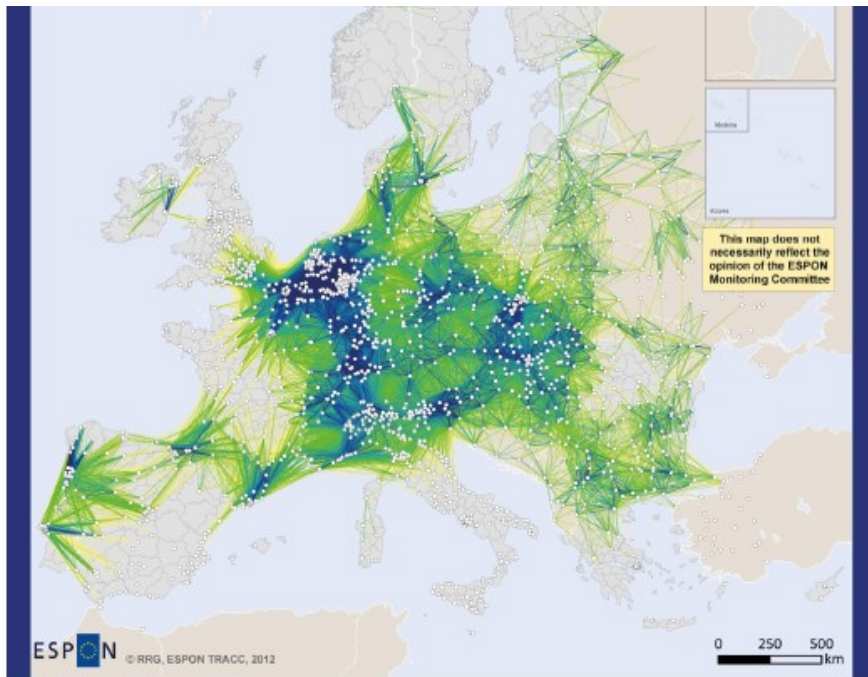 Madeira
Azores
This map does not
necessarily reflect the
opinion of the ESPON
Monitoring Committee
ESPON
© RRG, ESPON TRACC, 2012
0 250 500
km